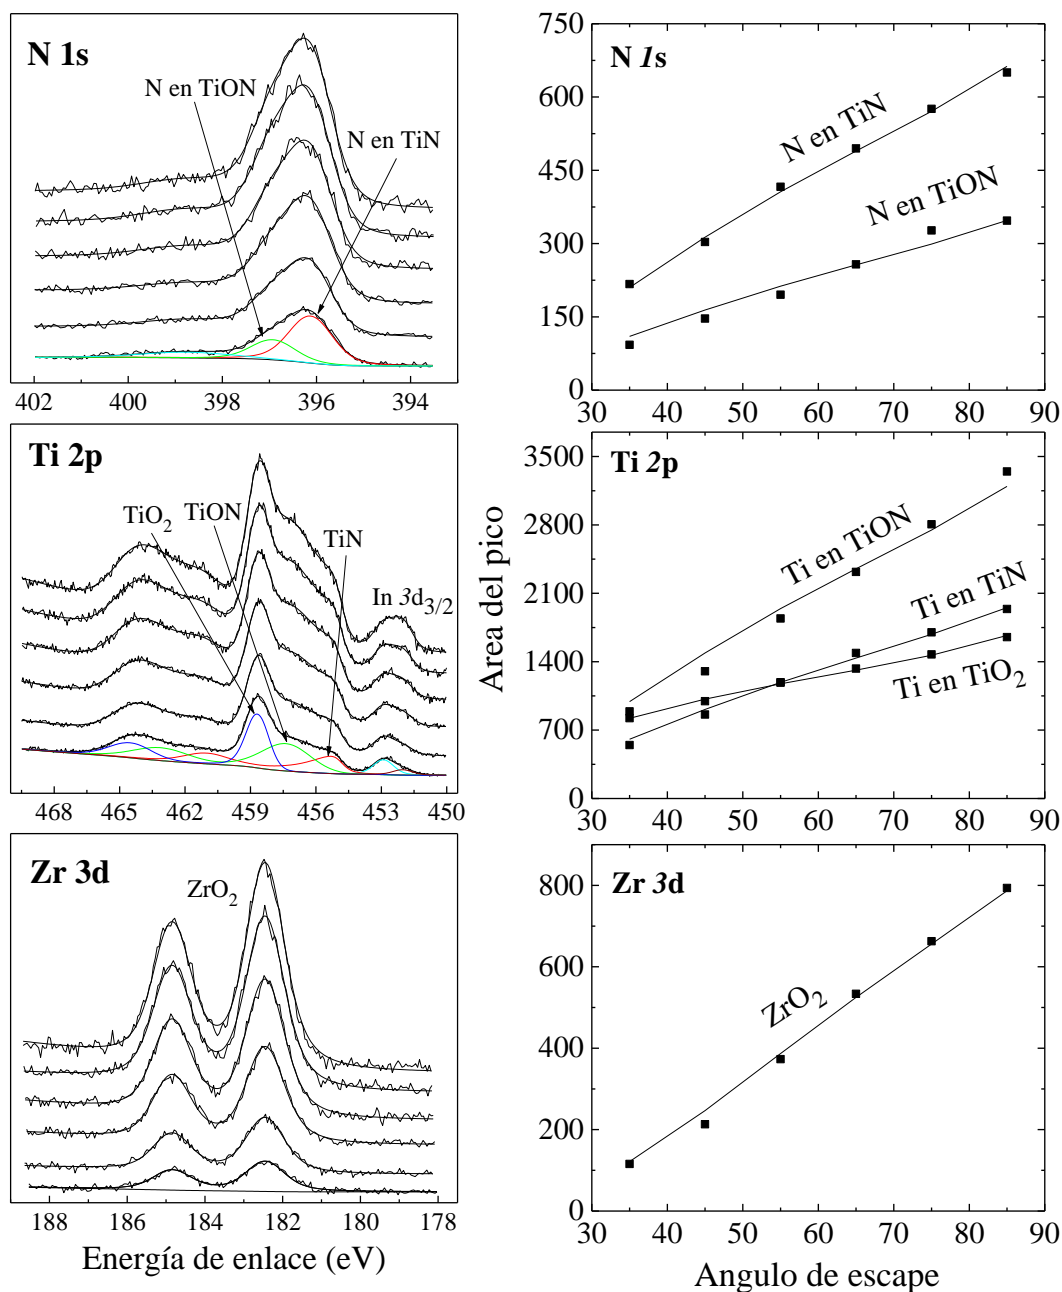 N 1s
N en TiON
N en TiN
402 400 398 396 394
N 1s
N en TiN
N en TiON
750
600
450
300
150
0
30 40 50 60 70 80 90
Ti 2p
TiO2
TiON
TiN
In 3d3/2
468 465 462 459 456 453 450
Ti 2p
Ti en TiON
Ti en TiN
Ti en TiO2
3500
2800
2100
1400
700
0
30 40 50 60 70 80 90
Area del pico
Zr 3d
ZrO2
188 186 184 182 180 178
Energía de enlace (eV)
Zr 3d
ZrO2
800
600
400
200
0
30 40 50 60 70 80 90
Angulo de escape